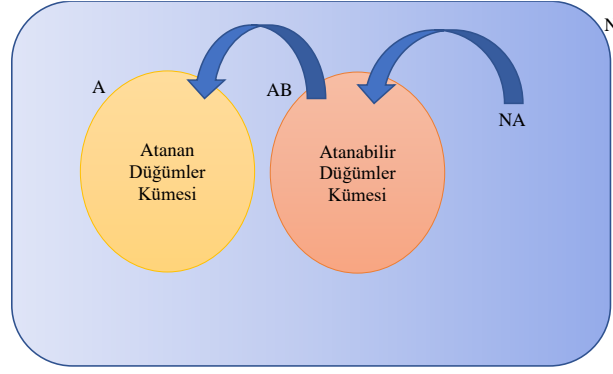 N
A
AB
NA
Atanan
Düğümler
Kümesi
Atanabilir
Düğümler
Kümesi